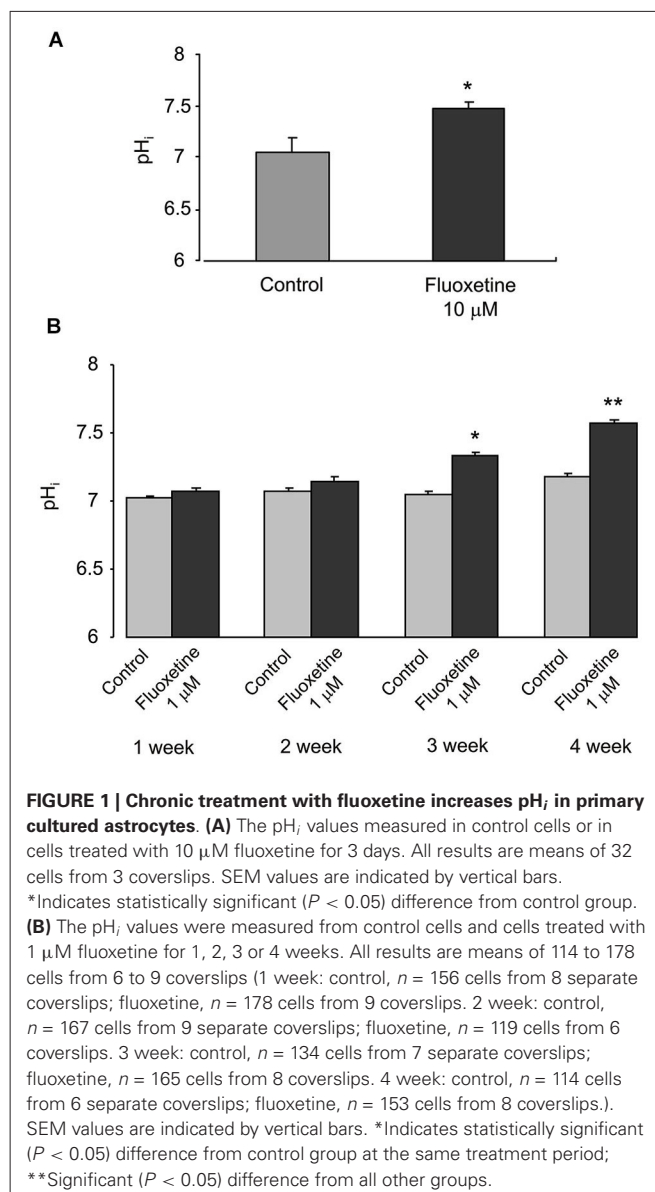 A
8
7.5
7
6.5
6
pHi
*
Control
Fluoxetine
10 μM
B
8
7.5
7
6.5
6
pHi
*
**
Control
Fluoxetine
1 μM
Control
Fluoxetine
1 μM
Control
Fluoxetine
1 μM
Control
Fluoxetine
1 μM
1 week
2 week
3 week
4 week
FIGURE 1 | Chronic treatment with fluoxetine increases pHi in primary
cultured astrocytes. (A) The pHi values measured in control cells or in
cells treated with 10 μM fluoxetine for 3 days. All results are means of 32
cells from 3 coverslips. SEM values are indicated by vertical bars.
*Indicates statistically significant (P < 0.05) difference from control group.
(B) The pHi values were measured from control cells and cells treated with
1 μM fluoxetine for 1, 2, 3 or 4 weeks. All results are means of 114 to 178
cells from 6 to 9 coverslips (1 week: control, n = 156 cells from 8 separate
coverslips; fluoxetine, n = 178 cells from 9 coverslips. 2 week: control,
n = 167 cells from 9 separate coverslips; fluoxetine, n = 119 cells from 6
coverslips. 3 week: control, n = 134 cells from 7 separate coverslips;
fluoxetine, n = 165 cells from 8 coverslips. 4 week: control, n = 114 cells
from 6 separate coverslips; fluoxetine, n = 153 cells from 8 coverslips.).
SEM values are indicated by vertical bars. *Indicates statistically significant
(P < 0.05) difference from control group at the same treatment period;
**Significant (P < 0.05) difference from all other groups.